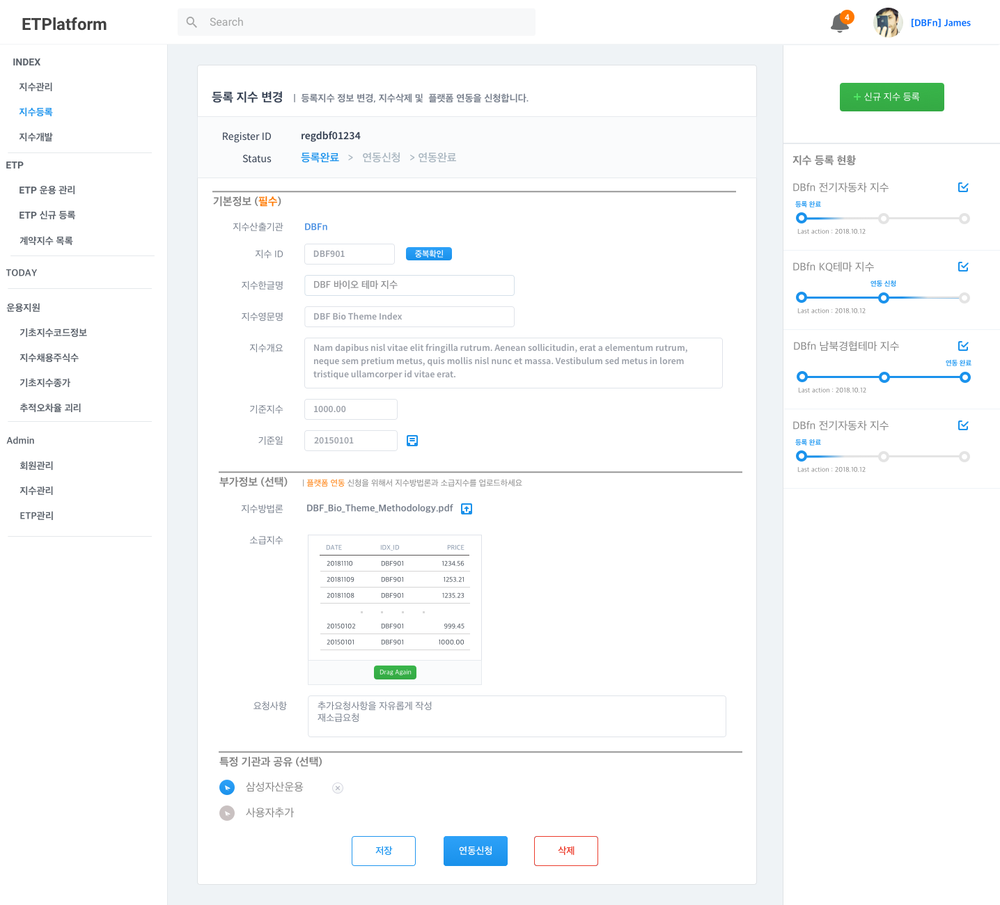 ETPlatform
Search
4
[DBFn] James
INDEX
지수관리
지수등록
지수개발
ETP
ETP 운용 관리
ETP 신규 등록
계약지수 목록
TODAY
운용지원
기초지수코드정보
지수채용주식수
기초지수종가
추적오차율 괴리
Admin
회원관리
지수관리
ETP관리
등록 지수 변경 | 등록지수 정보 변경, 지수삭제 및 플랫폼 연동을 신청합니다.
Register ID regdbf01234
Status 등록완료 > 연동신청 > 연동완료
기본정보 (필수)
지수산출기관 DBFn
지수 ID DBF901 중복확인
지수한글명 DBF 바이오 테마 지수
지수영문명 DBF Bio Theme Index
지수개요 Nam dapibus nisl vitae elit fringilla rutrum. Aenean sollicitudin, erat a elementum rutrum,
neque sem pretium metus, quis mollis nisl nunc et massa. Vestibulum sed metus in lorem
tristique ullamcorper id vitae erat.
기준지수 1000.00
기준일 20150101
부가정보 (선택) | 플랫폼 연동 신청을 위해서 지수방법론과 소급지수를 업로드하세요
지수방법론 DBF_Bio_Theme_Methodology.pdf
소급지수
DATE IDX_ID PRICE
20181110 DBF901 1234.56
20181109 DBF901 1253.21
20181108 DBF901 1235.23
20150102 DBF901 999.45
20150101 DBF901 1000.00
Drag Again
요청사항 추가요청사항을 자유롭게 작성
재소급요청
특정 기관과 공유 (선택)
삼성자산운용
사용자추가
저장 연동신청 삭제
+ 신규 지수 등록
지수 등록 현황
DBfn 전기자동차 지수
등록 완료
Last action : 2018.10.12
DBfn KQ테마 지수
연동 신청
Last action : 2018.10.12
DBfn 남북경협테마 지수
연동 완료
Last action : 2018.10.12
DBfn 전기자동차 지수
등록 완료
Last action : 2018.10.12